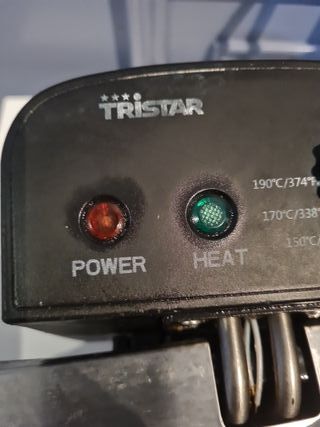 TRISTAR
190°C/374°F
170°C/338°
150°C/
POWER
HEAT